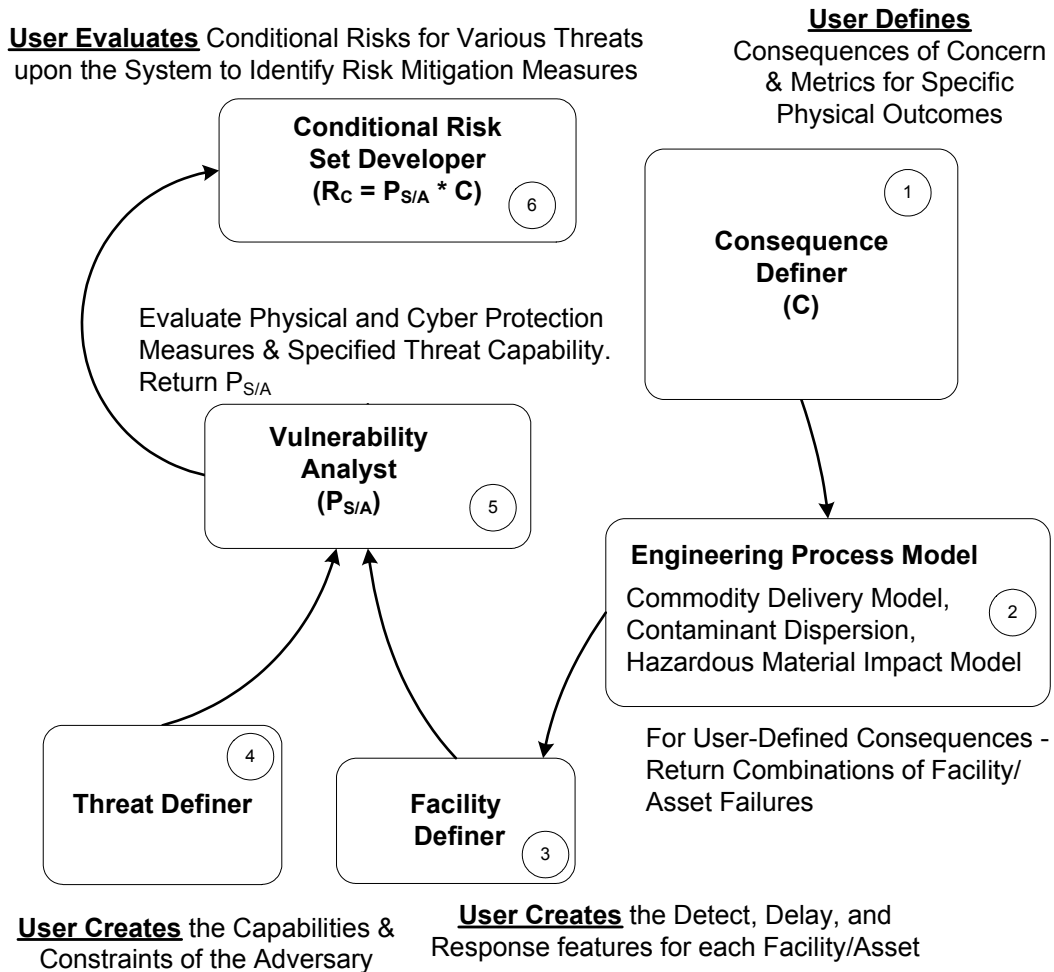 User Evaluates Conditional Risks for Various Threats
upon the System to Identify Risk Mitigation Measures
User Defines
Consequences of Concern
& Metrics for Specific
Physical Outcomes
Conditional Risk
Set Developer
(RC = PS/A * C)
6
1
Consequence
Definer
(C)
Evaluate Physical and Cyber Protection
Measures & Specified Threat Capability.
Return PS/A
Vulnerability
Analyst
(PS/A)
5
Engineering Process Model
Commodity Delivery Model,
Contaminant Dispersion,
Hazardous Material Impact Model
2
For User-Defined Consequences -
Return Combinations of Facility/
Asset Failures
4
Threat Definer
Facility
Definer
3
User Creates the Capabilities &
Constraints of the Adversary
User Creates the Detect, Delay, and
Response features for each Facility/Asset